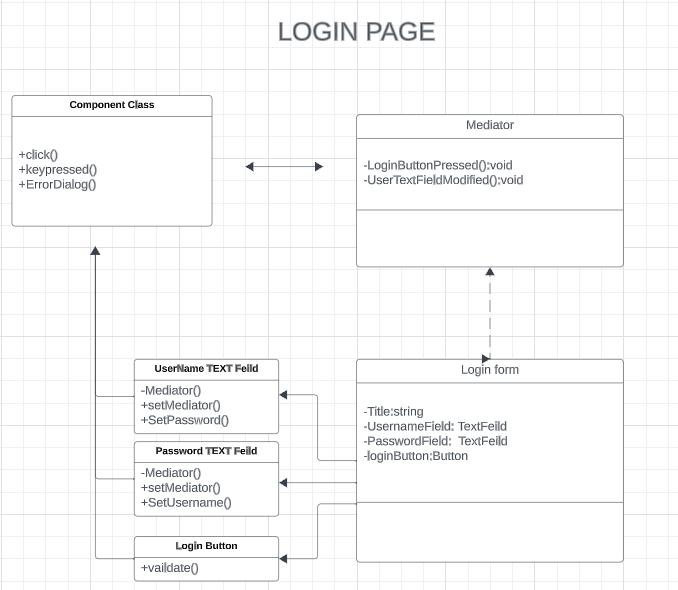 LOGIN PAGE
Component Class
+click()
+keypressed()
+ErrorDialog()
Mediator
-LoginButtonPressed();void
-UserTextFieldModified();void
UserName TEXT Feild
-Mediator()
+setMediator()
+SetPassword()
Password TEXT Feild
-Mediator()
+setMediator()
+SetUsername()
Login Button
+vaildate()
Login form
-Title:string
-UsernameField: TextFeild
-PasswordField: TextFeild
-loginButton:Button